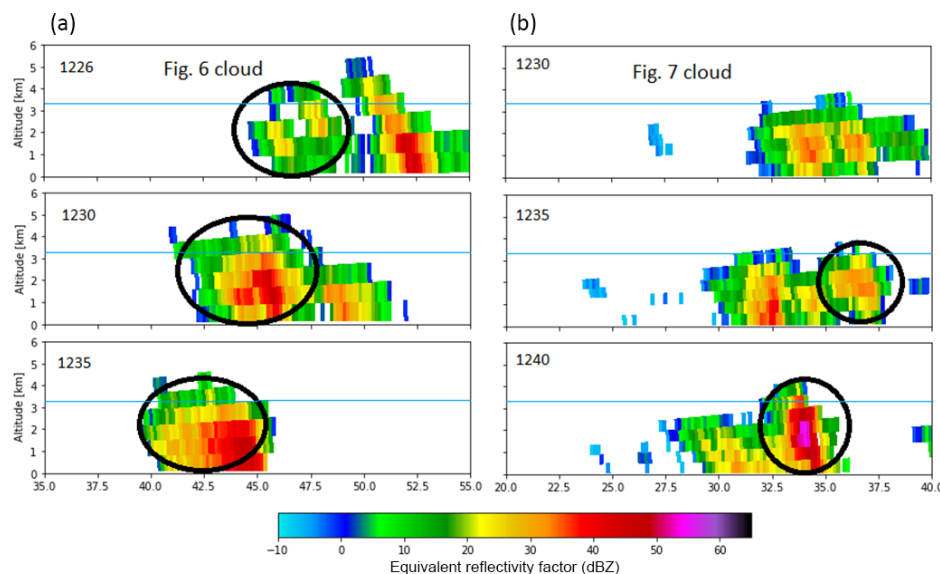 (a)
6
5
4
3
2
1
0
Altitude [km]
1226
Fig. 6 cloud
6
5
4
3
2
1
0
Altitude [km]
1230
6
5
4
3
2
1
0
Altitude [km]
1235
35.0 37.5 40.0 42.5 45.0 47.5 50.0 52.5 55.0
(b)
1230
Fig. 7 cloud
1235
1240
20.0 22.5 25.0 27.5 30.0 32.5 35.0 37.5 40.0
−10 0 10 20 30 40 50 60
Equivalent reflectivity factor (dBZ)